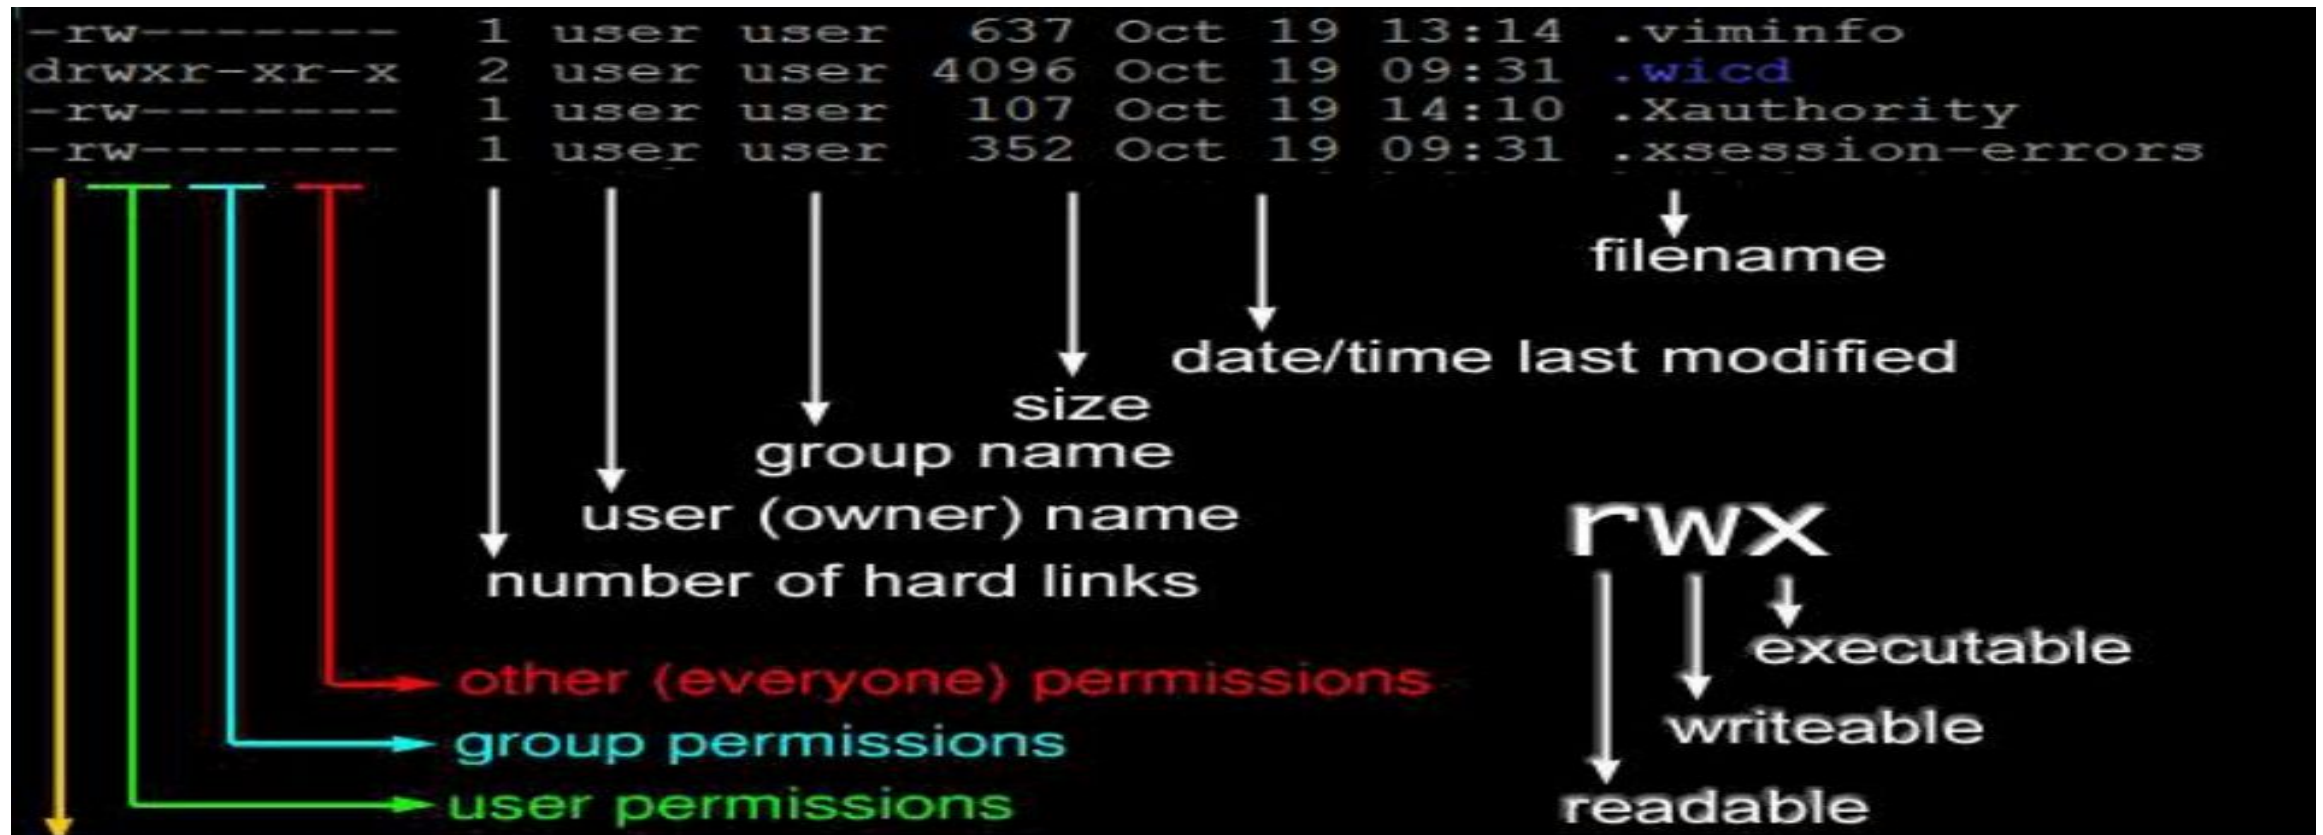 -rw------- 1 user user 637 Oct 19 13:14 .viminfo
drwxr-xr-x 2 user user 4096 Oct 19 09:31 .wicd
-rw------- 1 user user 107 Oct 19 14:10 .Xauthority
-rw------- 1 user user 352 Oct 19 09:31 .xsession-errors
filename
date/time last modified
size
group name
user (owner) name
number of hard links
other (everyone) permissions
group permissions
user permissions
rwx
executable
writeable
readable